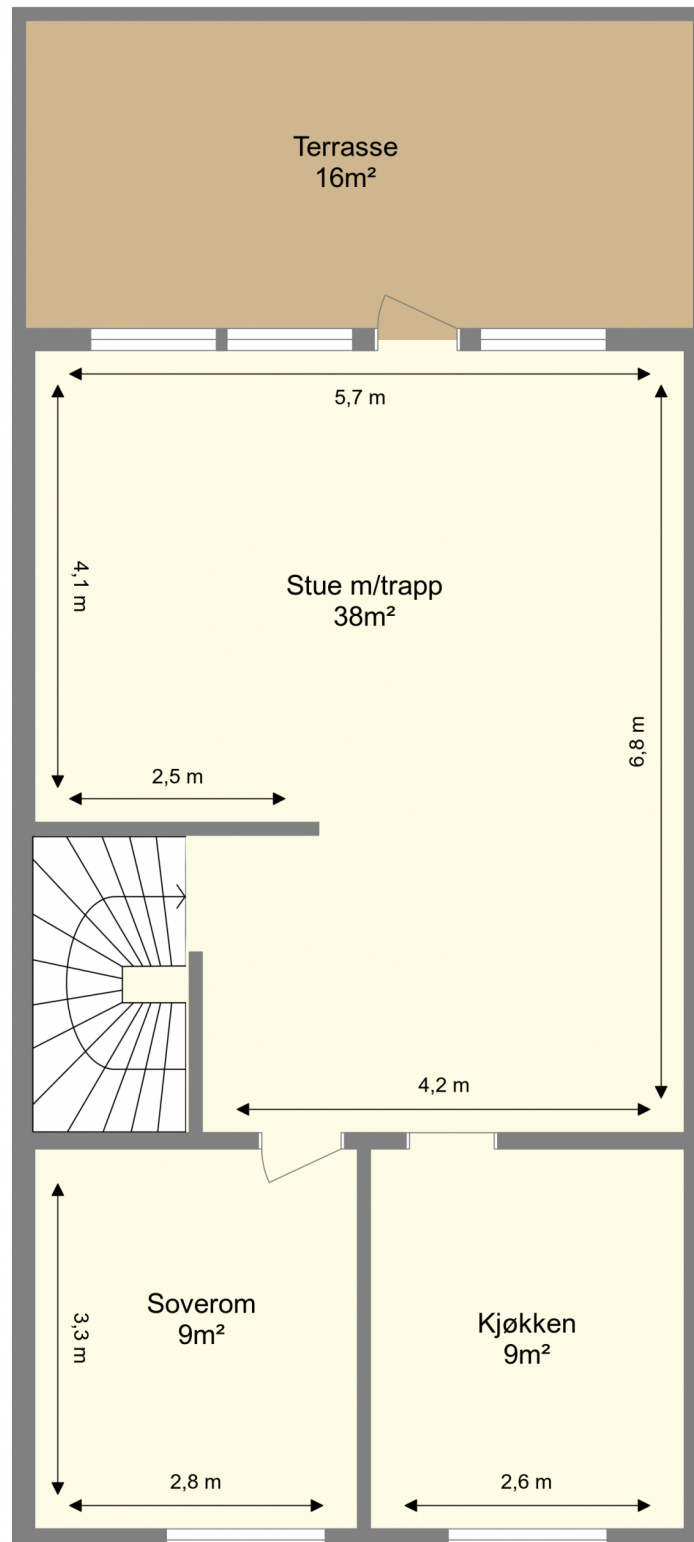 Terrasse
16m²
5,7 m
4,1 m
Stue m/trapp
38m²
6,8 m
2,5 m
4,2 m
3,3 m
Soverom
9m²
Kjøkken
9m²
2,8 m
2,6 m